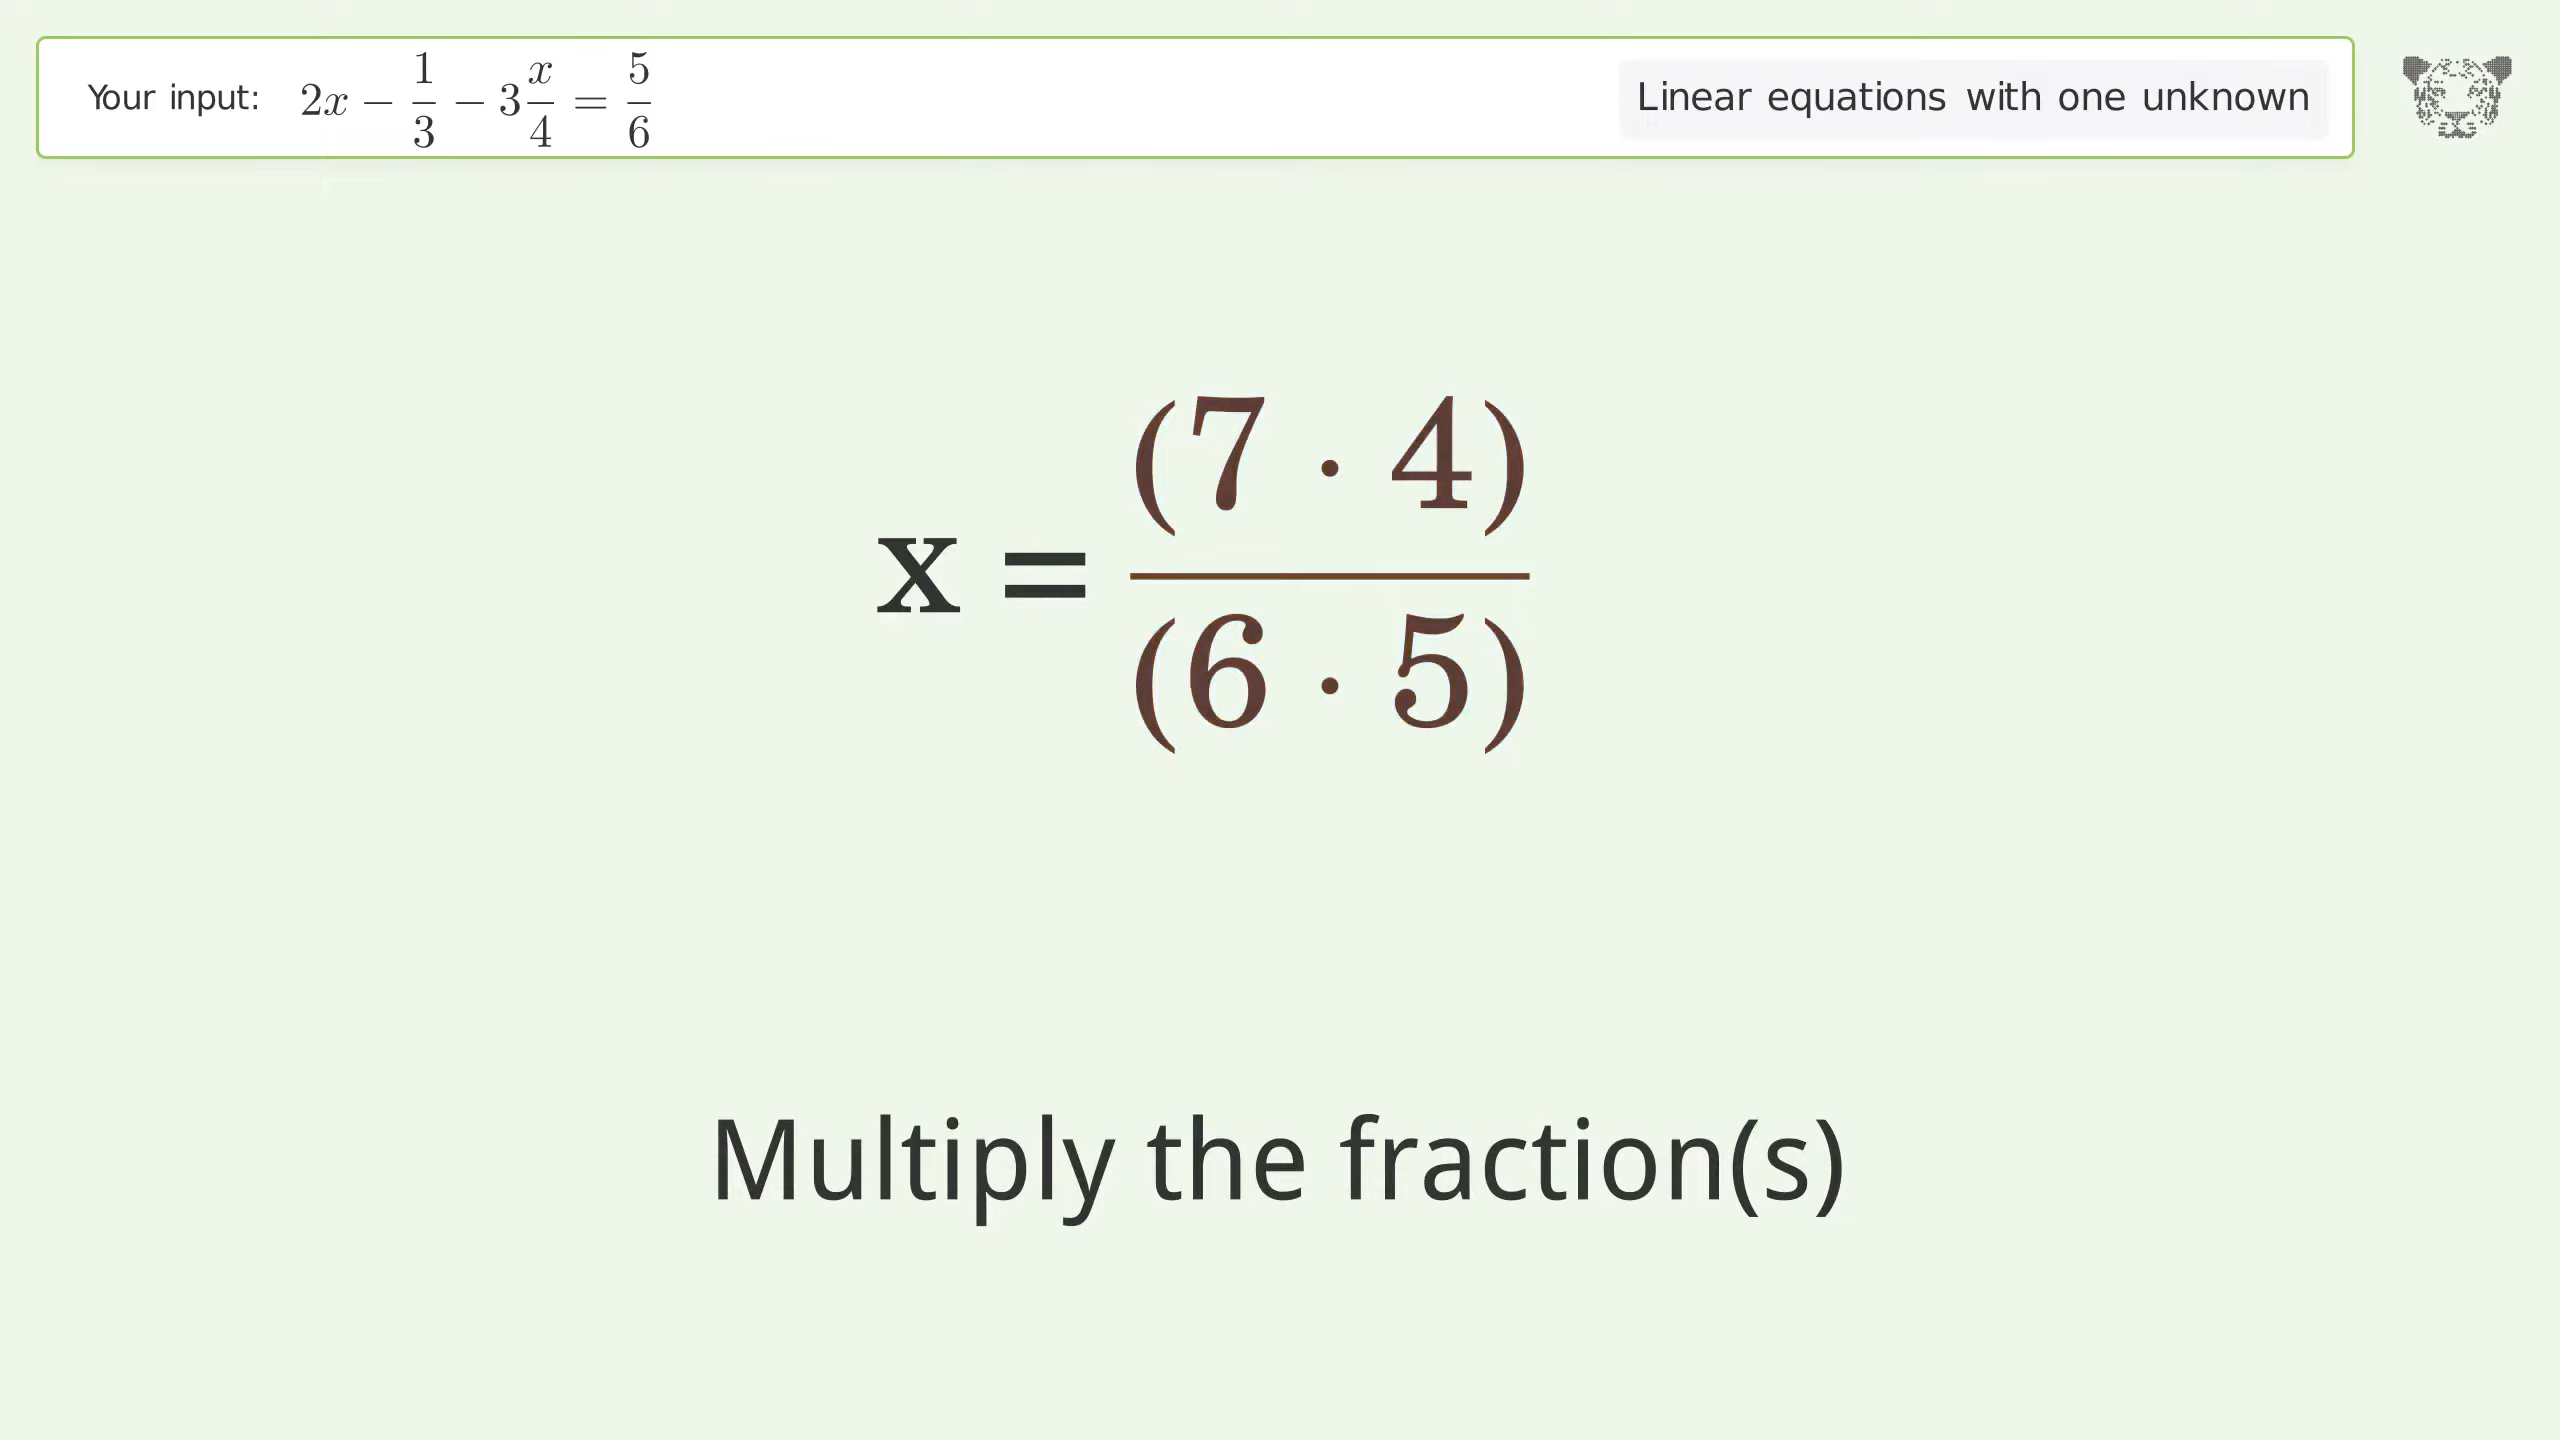 Your input: 2x − 1/3 − 3 x/4 = 5/6
Linear equations with one unknown
x = (7 · 4)/(6 · 5)
Multiply the fraction(s)